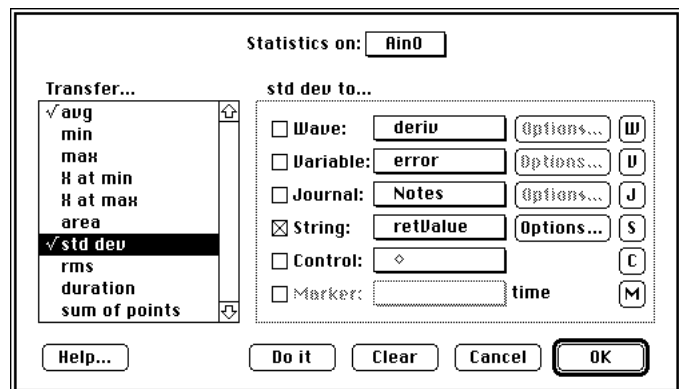 Statistics on: Ain0
Transfer...
std dev to...
√avg
min
max
X at min
X at max
area
√std dev
rms
duration
sum of points
Wave: deriv Options... W
Variable: error Options... V
Journal: Notes Options... J
String: retValue Options... S
Control: ◇ C
Marker: time M
Help... Do it Clear Cancel OK